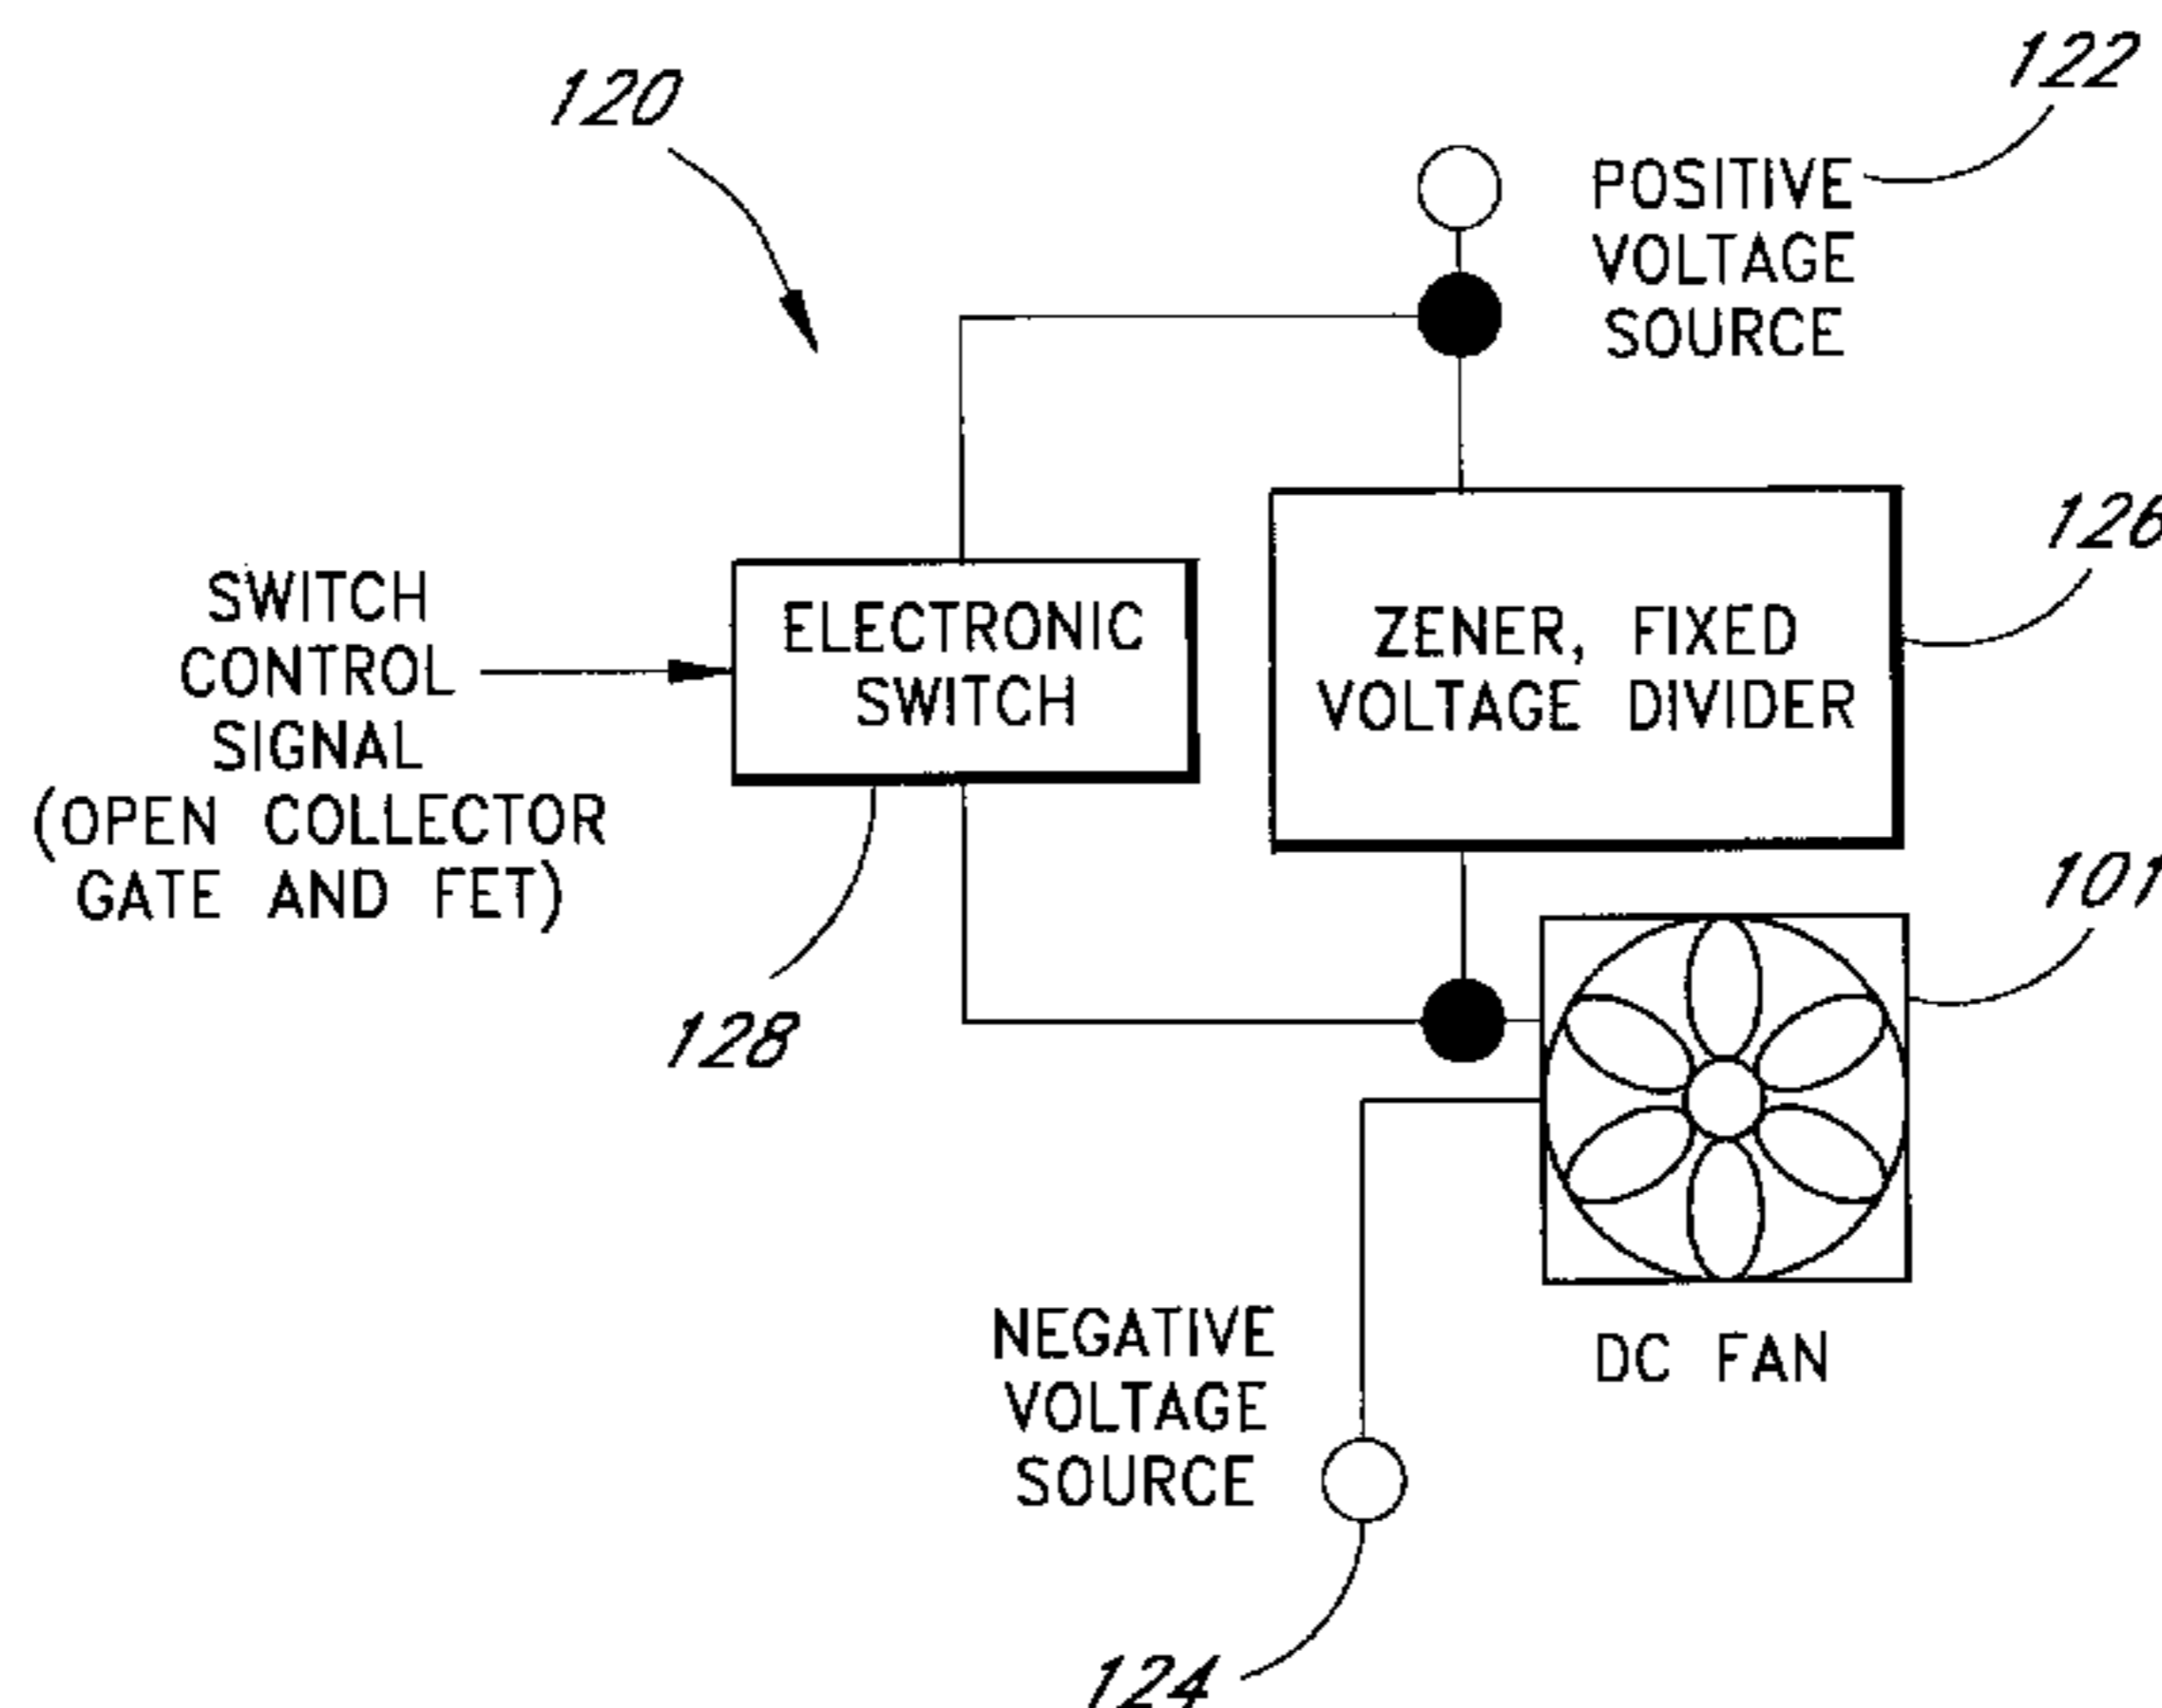 120
122
POSITIVE
VOLTAGE
SOURCE
126
SWITCH
CONTROL
SIGNAL
(OPEN COLLECTOR
GATE AND FET)
ELECTRONIC
SWITCH
ZENER, FIXED
VOLTAGE DIVIDER
101
128
NEGATIVE
VOLTAGE
SOURCE
DC FAN
124